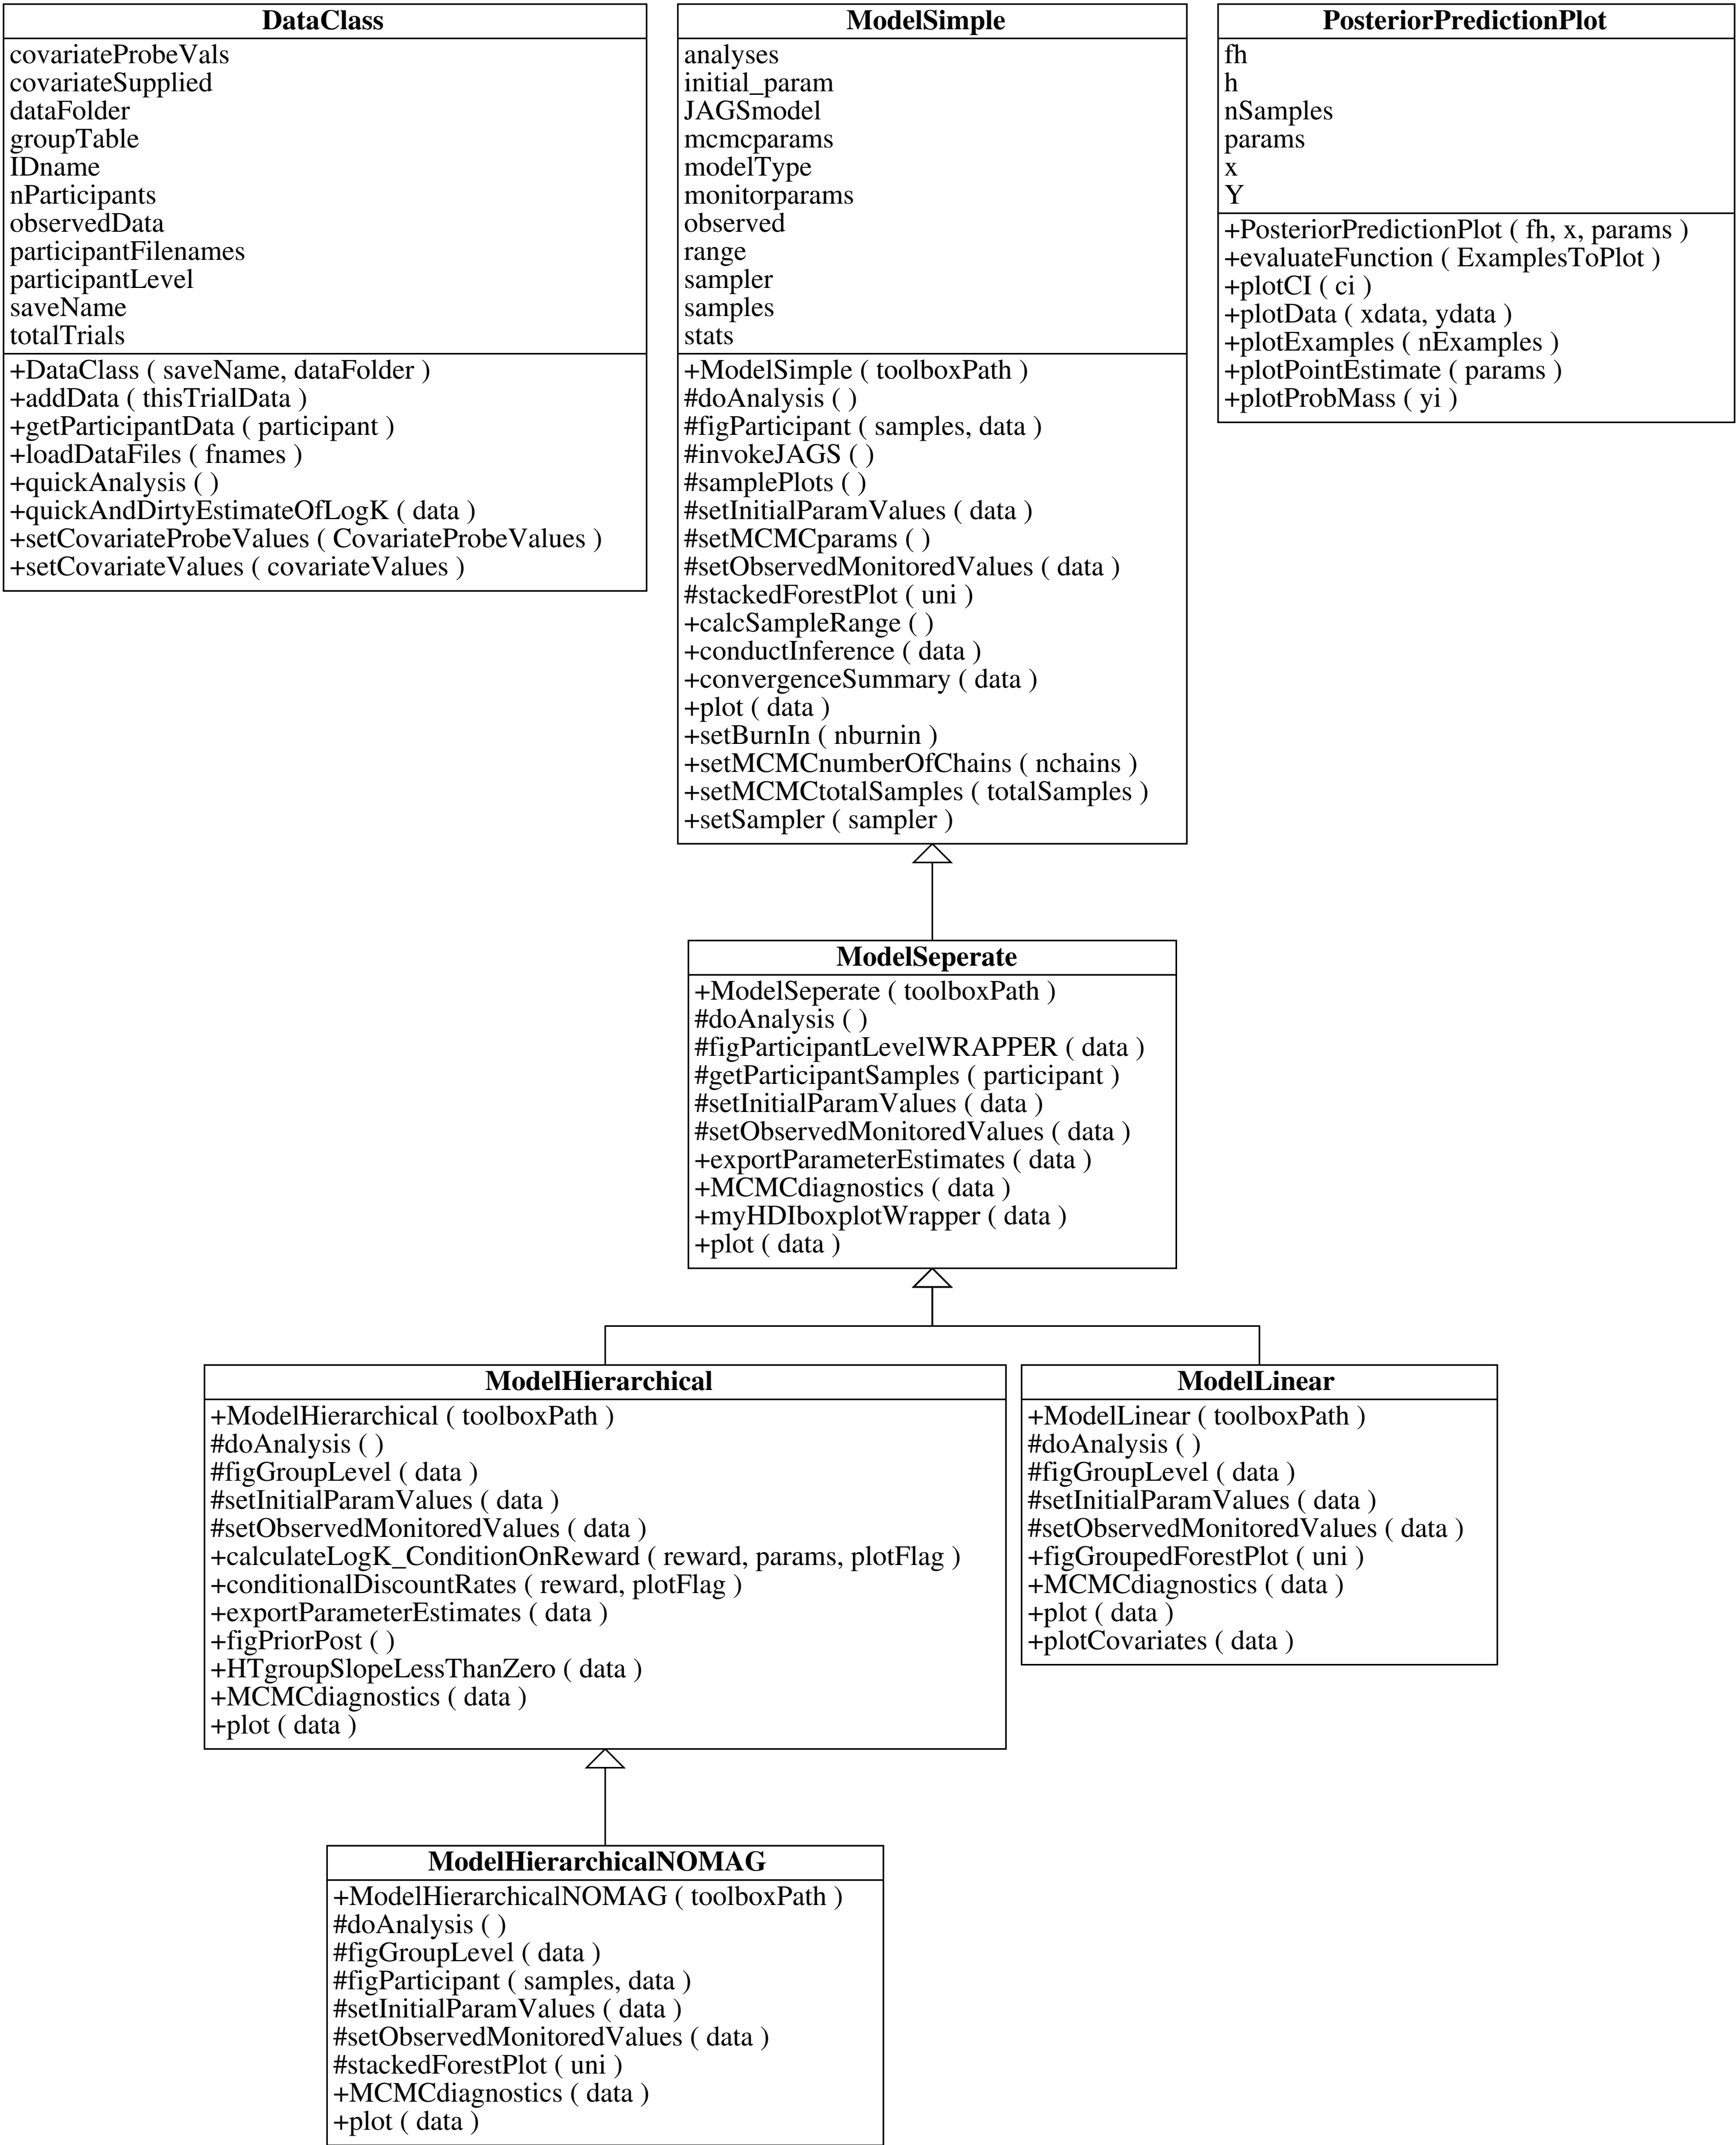 DataClass
covariateProbeVals
covariateSupplied
dataFolder
groupTable
IDname
nParticipants
observedData
participantFilenames
participantLevel
saveName
totalTrials
+DataClass ( saveName, dataFolder )
+addData ( thisTrialData )
+getParticipantData ( participant )
+loadDataFiles ( fnames )
+quickAnalysis ( )
+quickAndDirtyEstimateOfLogK ( data )
+setCovariateProbeValues ( CovariateProbeValues )
+setCovariateValues ( covariateValues )
ModelSimple
analyses
initial_param
JAGSmodel
mcmcparams
modelType
monitorparams
observed
range
sampler
samples
stats
+ModelSimple ( toolboxPath )
#doAnalysis ( )
#figParticipant ( samples, data )
#invokeJAGS ( )
#samplePlots ( )
#setInitialParamValues ( data )
#setMCMCparams ( )
#setObservedMonitoredValues ( data )
#stackedForestPlot ( uni )
+calcSampleRange ( )
+conductInference ( data )
+convergenceSummary ( data )
+plot ( data )
+setBurnIn ( nburnin )
+setMCMCnumberOfChains ( nchains )
+setMCMCtotalSamples ( totalSamples )
+setSampler ( sampler )
PosteriorPredictionPlot
fh
h
nSamples
params
x
Y
+PosteriorPredictionPlot ( fh, x, params )
+evaluateFunction ( ExamplesToPlot )
+plotCI ( ci )
+plotData ( xdata, ydata )
+plotExamples ( nExamples )
+plotPointEstimate ( params )
+plotProbMass ( yi )
ModelSeperate
+ModelSeperate ( toolboxPath )
#doAnalysis ( )
#figParticipantLevelWRAPPER ( data )
#getParticipantSamples ( participant )
#setInitialParamValues ( data )
#setObservedMonitoredValues ( data )
+exportParameterEstimates ( data )
+MCMCdiagnostics ( data )
+myHDIboxplotWrapper ( data )
+plot ( data )
ModelHierarchical
+ModelHierarchical ( toolboxPath )
#doAnalysis ( )
#figGroupLevel ( data )
#setInitialParamValues ( data )
#setObservedMonitoredValues ( data )
+calculateLogK_ConditionOnReward ( reward, params, plotFlag )
+conditionalDiscountRates ( reward, plotFlag )
+exportParameterEstimates ( data )
+figPriorPost ( )
+HTgroupSlopeLessThanZero ( data )
+MCMCdiagnostics ( data )
+plot ( data )
ModelLinear
+ModelLinear ( toolboxPath )
#doAnalysis ( )
#figGroupLevel ( data )
#setInitialParamValues ( data )
#setObservedMonitoredValues ( data )
+figGroupedForestPlot ( uni )
+MCMCdiagnostics ( data )
+plot ( data )
+plotCovariates ( data )
ModelHierarchicalNOMAG
+ModelHierarchicalNOMAG ( toolboxPath )
#doAnalysis ( )
#figGroupLevel ( data )
#figParticipant ( samples, data )
#setInitialParamValues ( data )
#setObservedMonitoredValues ( data )
#stackedForestPlot ( uni )
+MCMCdiagnostics ( data )
+plot ( data )